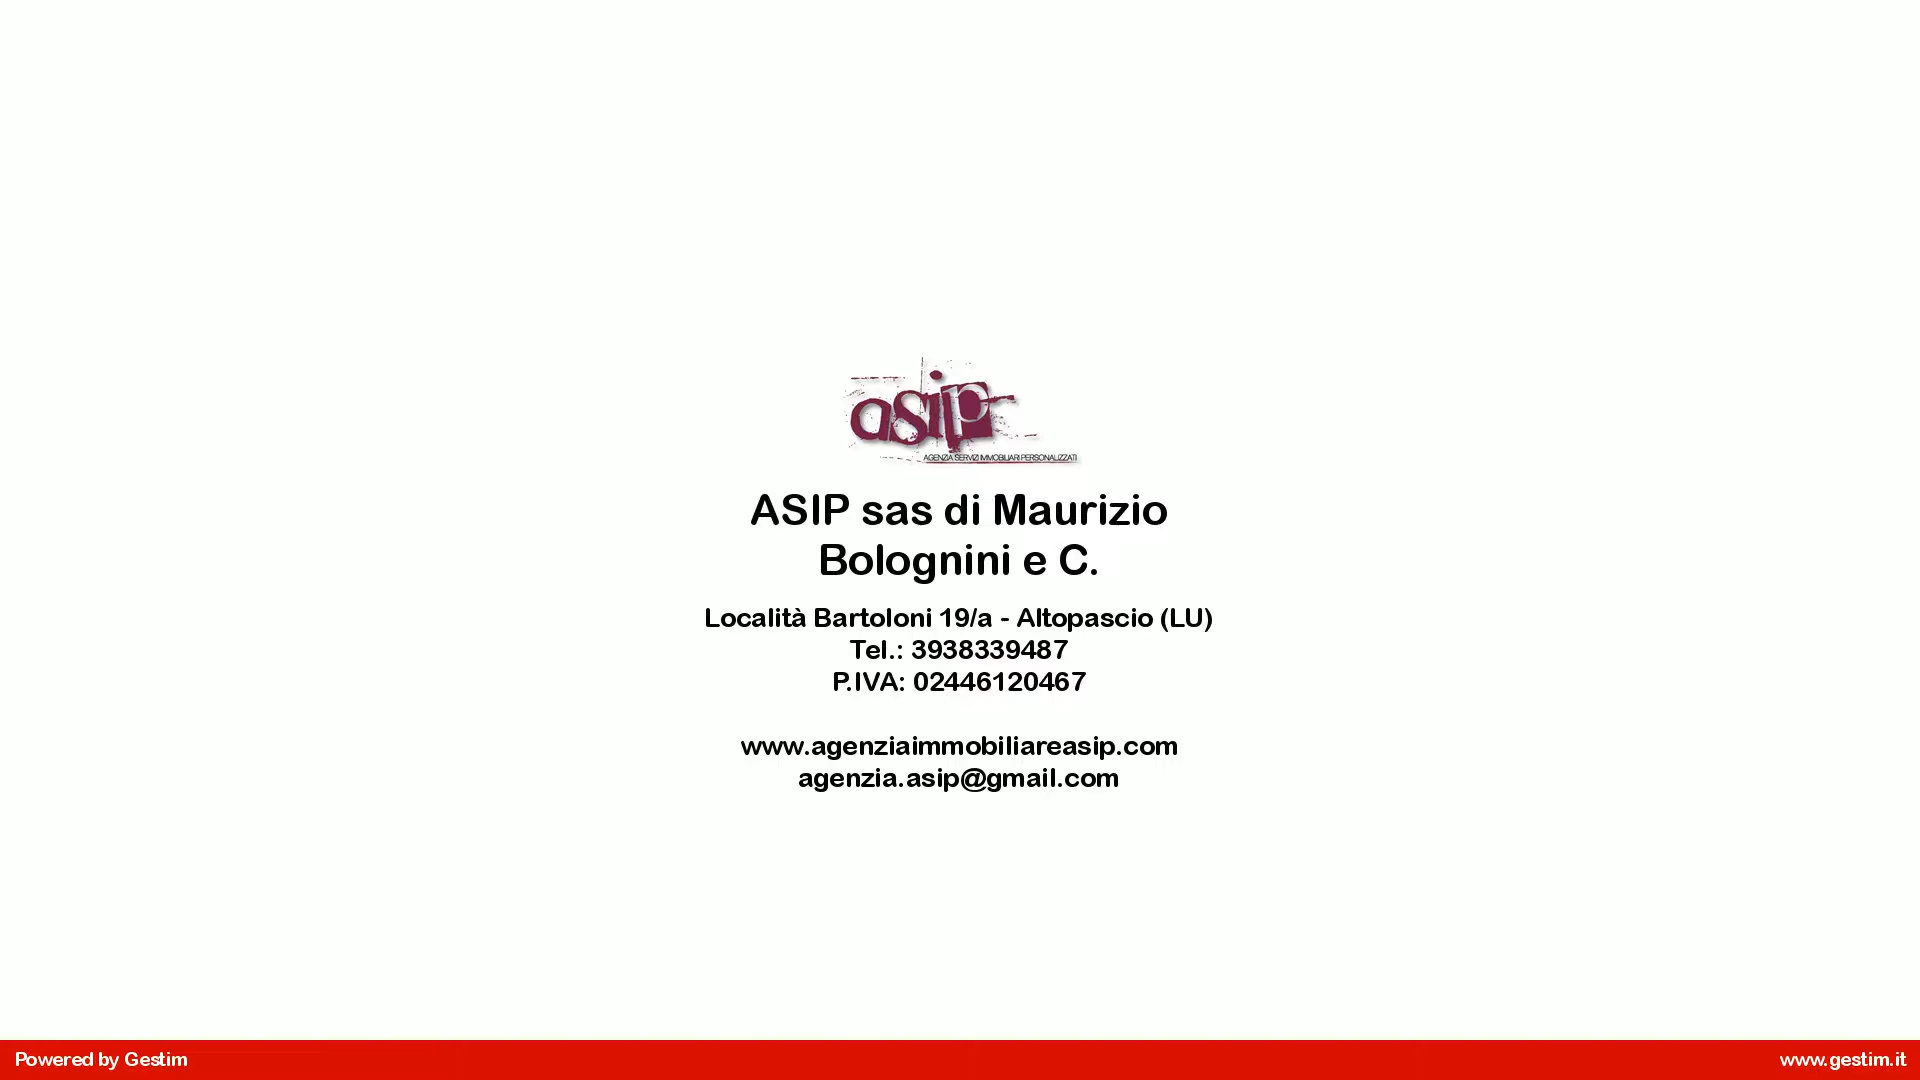 asip
AGENZIA SERVIZI IMMOBILIARI PERSONALIZZATI
ASIP sas di Maurizio
Bolognini e C.
Località Bartoloni 19/a - Altopascio (LU)
Tel.: 3938339487
P.IVA: 02446120467
www.agenziaimmobiliareasip.com
agenzia.asip@gmail.com
Powered by Gestim
www.gestim.it